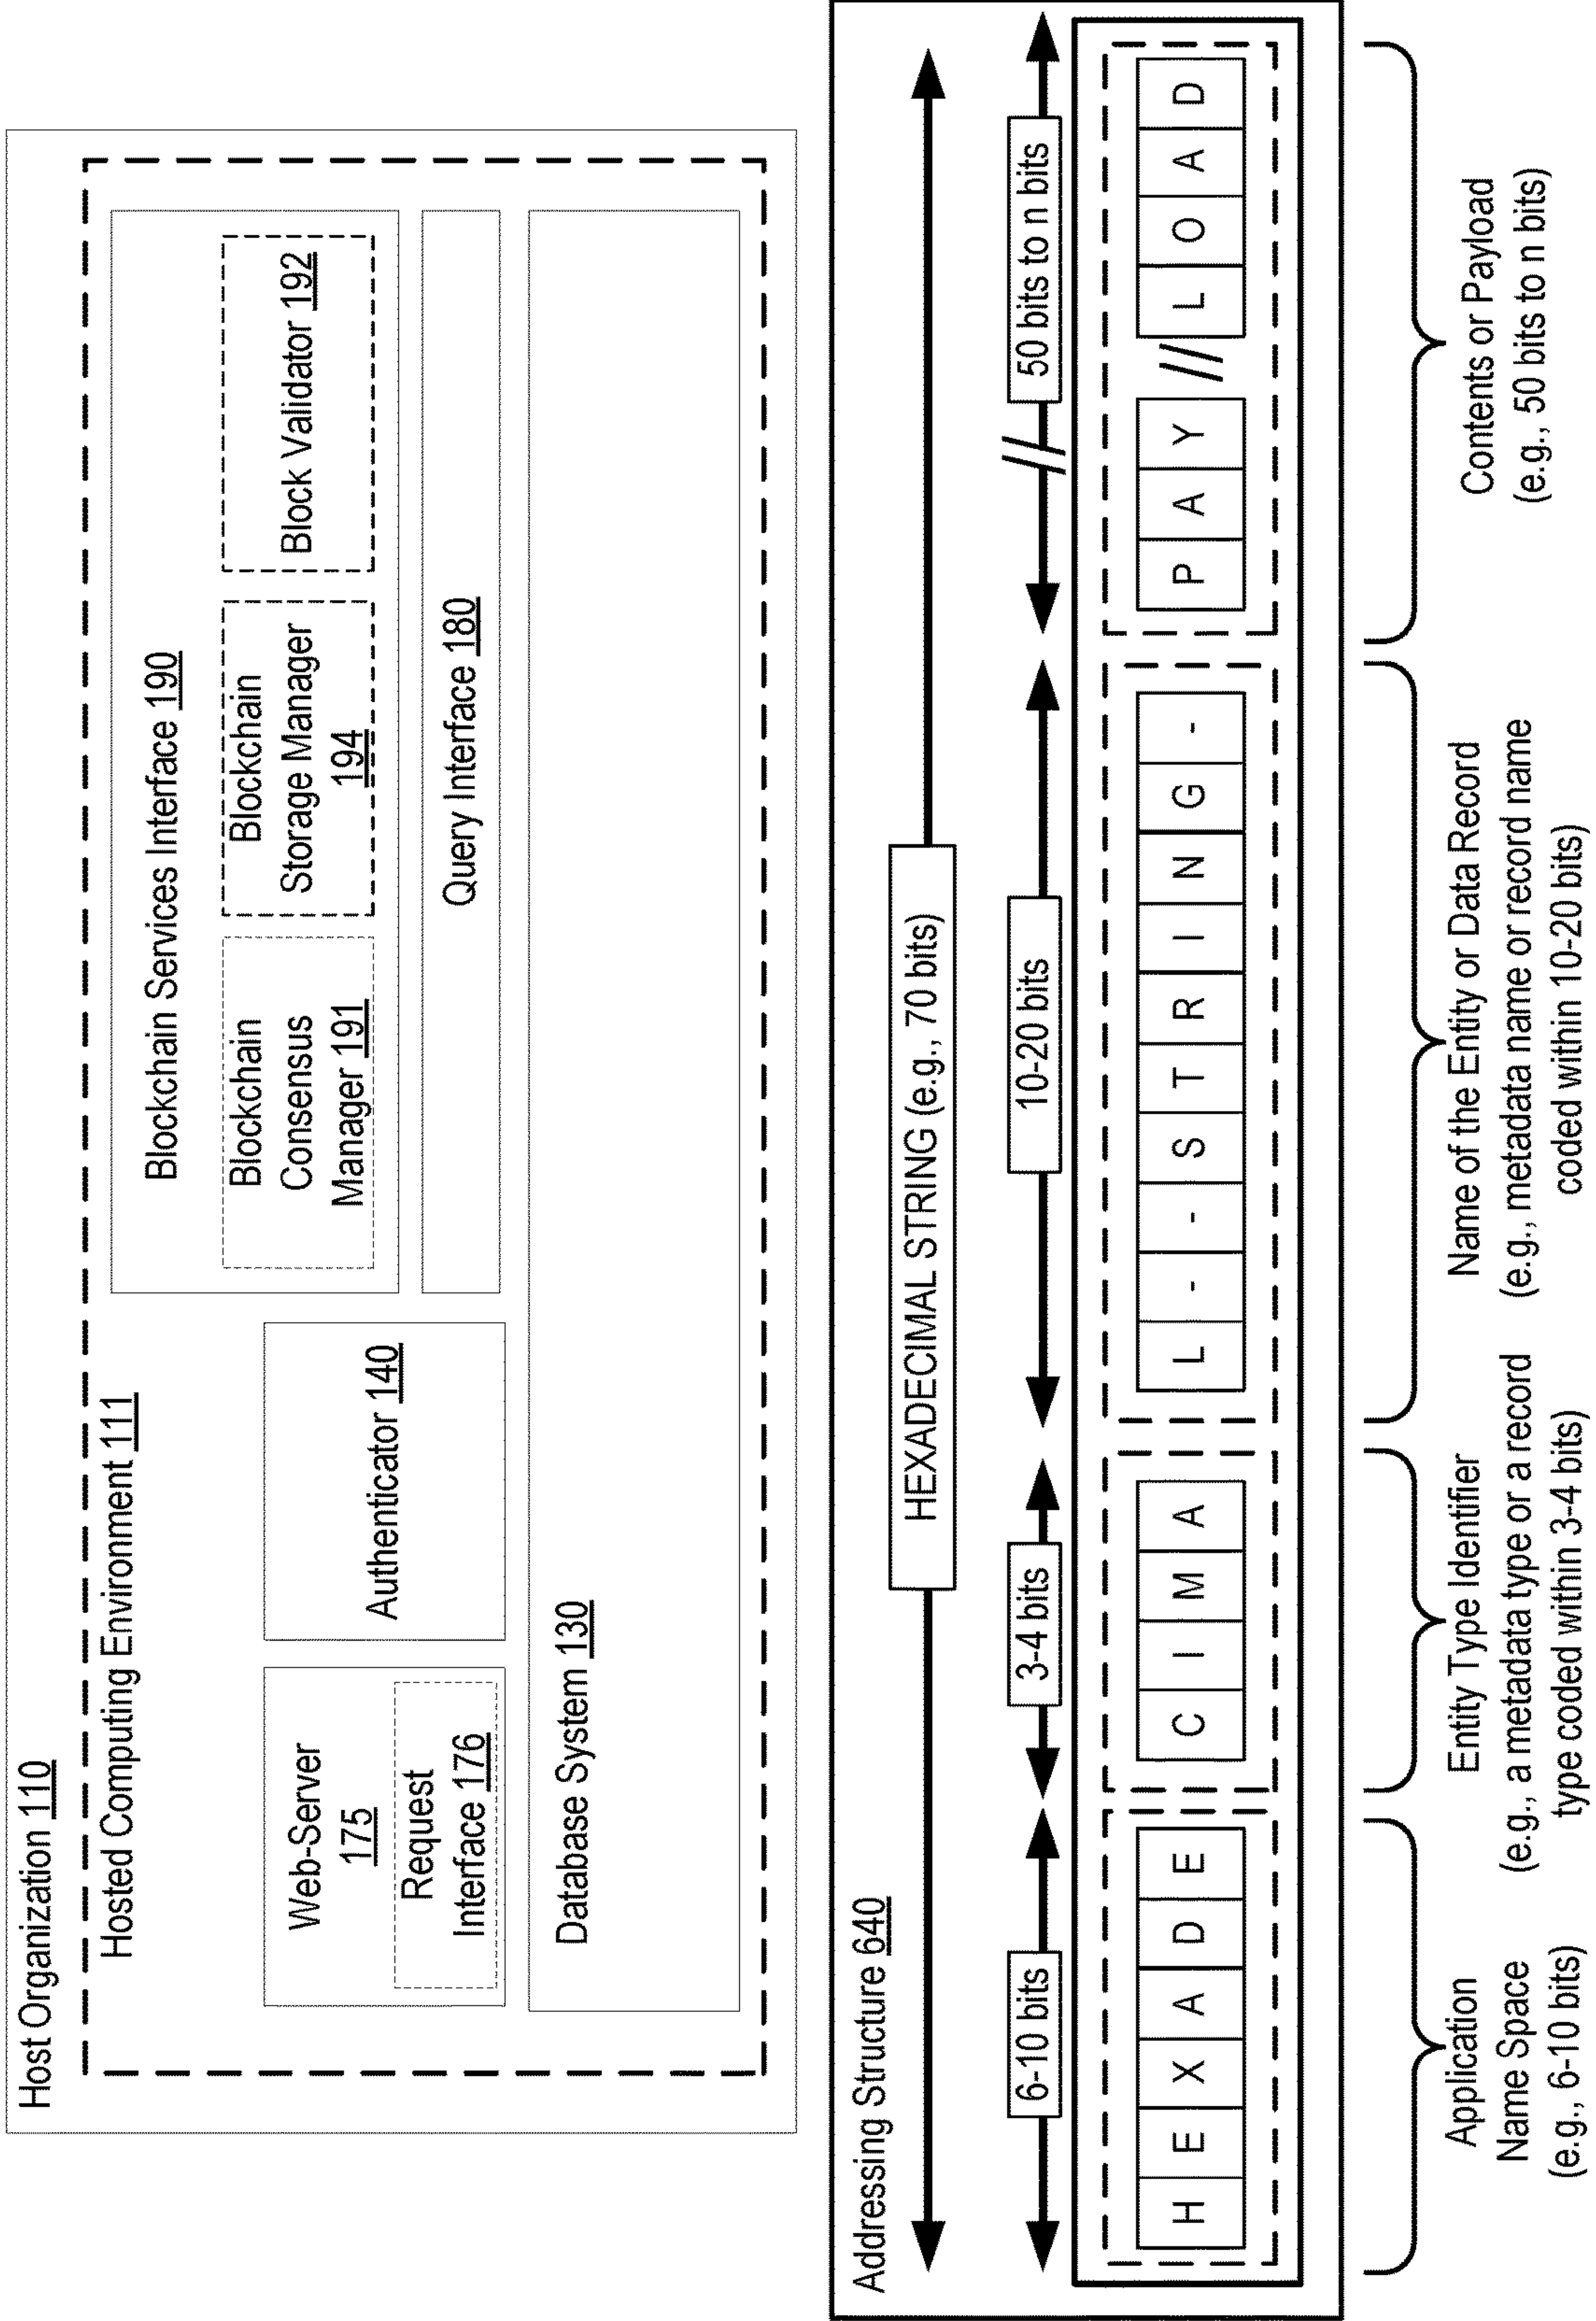 Host Organization 110
Hosted Computing Environment 111
Web-Server
175
Request
Interface 176
Authenticator 140
Blockchain Services Interface 190
Blockchain
Consensus
Manager 191
Blockchain
Storage Manager
194
Block Validator 192
Query Interface 180
Database System 130
Addressing Structure 640
HEXADECIMAL STRING (e.g., 70 bits)
6-10 bits
3-4 bits
10-20 bits
50 bits to n bits
H E X A D E C I M A L - - S T R I N G - P A Y // L O A D
Application
Name Space
(e.g., 6-10 bits)
Entity Type Identifier
(e.g., a metadata type or a record
type coded within 3-4 bits)
Name of the Entity or Data Record
(e.g., metadata name or record name
coded within 10-20 bits)
Contents or Payload
(e.g., 50 bits to n bits)